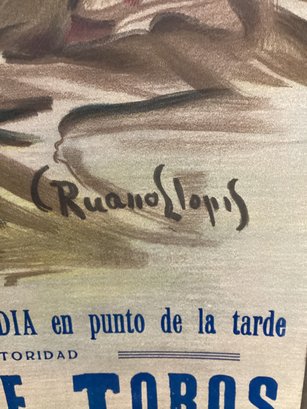 C Ruano Llopis
DIA en punto de la tarde
TORIDAD
E TOROS